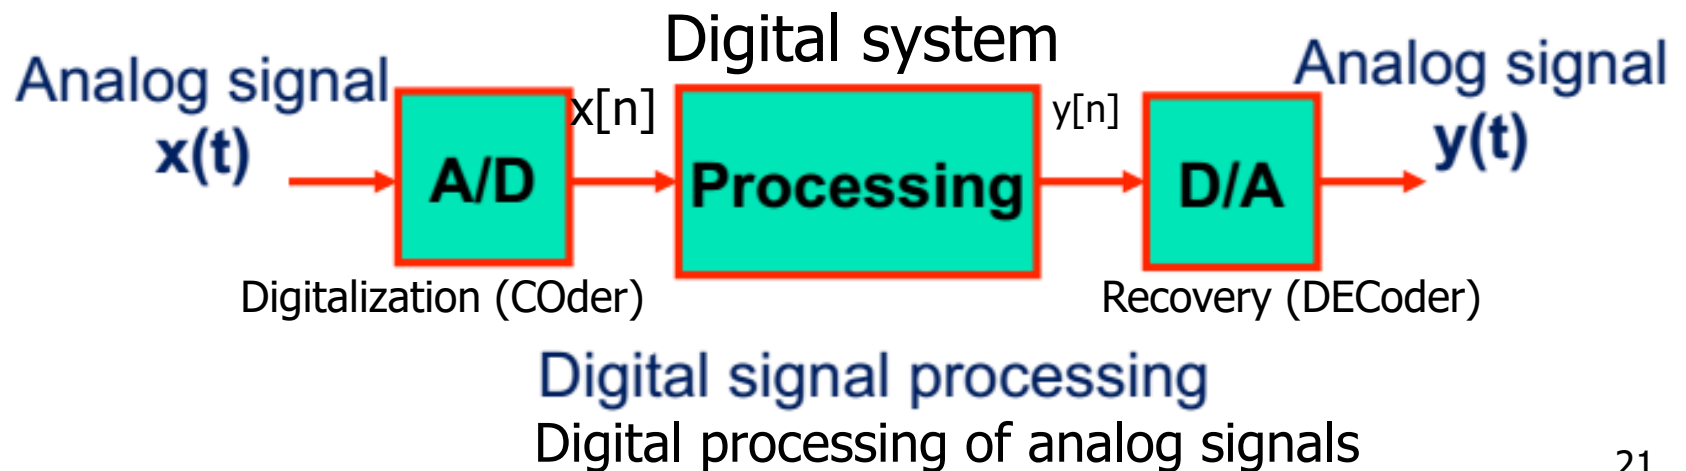 Digital system
Analog signal
x(t)
A/D
x[n]
Processing
y[n]
D/A
Analog signal
y(t)
Digitalization (COder)
Recovery (DECoder)
Digital signal processing
Digital processing of analog signals
21